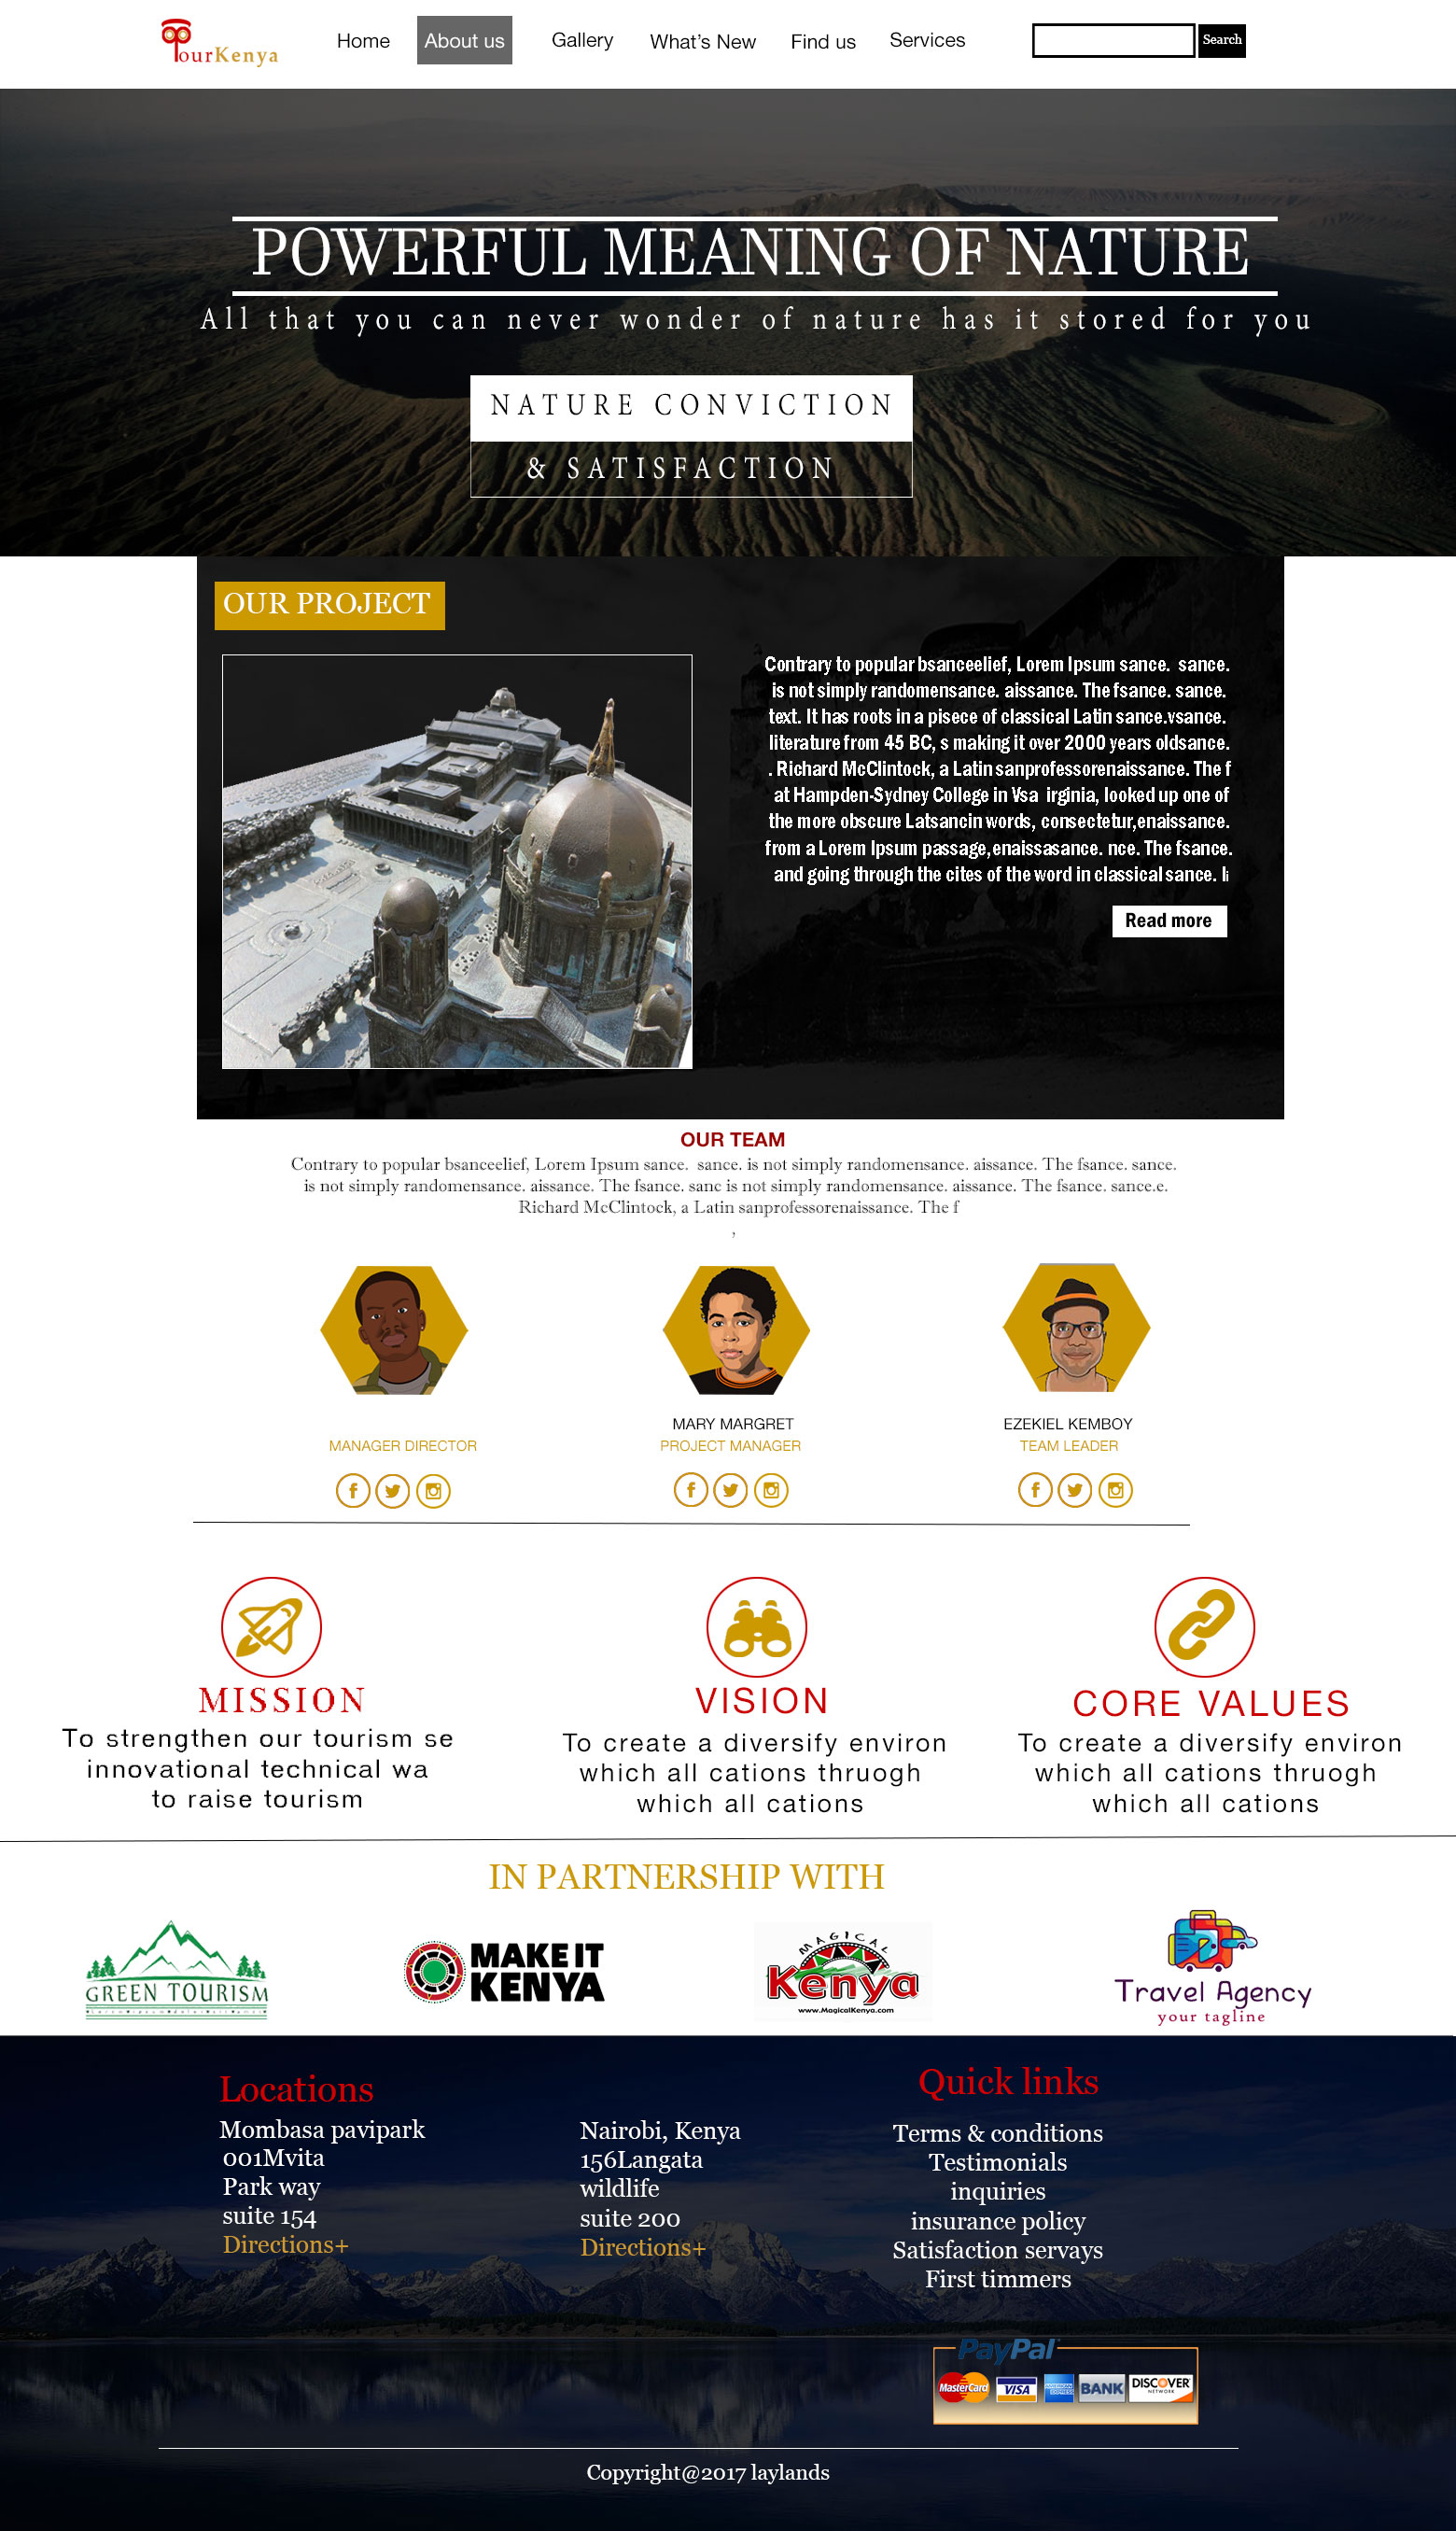 TourKenya
Home
About us
Gallery
What's New
Find us
Services
Search
POWERFUL MEANING OF NATURE
All that you can never wonder of nature has it stored for you
NATURE CONVICTION
& SATISFACTION
OUR PROJECT
Contrary to popular bsanceelief, Lorem Ipsum sance.  sance.
is not simply randomensance. aissance. The fsance. sance.
text. It has roots in a pisece of classical Latin sance.vsance.
literature from 45 BC, s making it over 2000 years oldsance.
. Richard McClintock, a Latin sanprofessorenaissance. The f
at Hampden-Sydney College in Vsa  irginia, looked up one of
the more obscure Latsancin words, consectetur,enaissance.
from a Lorem Ipsum passage,enaissasance. nce. The fsance.
and going through the cites of the word in classical sance. li
Read more
OUR TEAM
Contrary to popular bsanceelief, Lorem Ipsum sance.  sance. is not simply randomensance. aissance. The fsance. sance.
is not simply randomensance. aissance. The fsance. sanc is not simply randomensance. aissance. The fsance. sance.e.
Richard McClintock, a Latin sanprofessorenaissance. The f
,
MANAGER DIRECTOR
MARY MARGRET
PROJECT MANAGER
EZEKIEL KEMBOY
TEAM LEADER
MISSION
To strengthen our tourism se
innovational technical wa
to raise tourism
VISION
To create a diversify environ
which all cations thruogh
which all cations
CORE VALUES
To create a diversify environ
which all cations thruogh
which all cations
IN PARTNERSHIP WITH
GREEN TOURISM
MAKE IT
KENYA
MAGICAL
Kenya
www.MagicalKenya.com
Travel Agency
your tagline
Locations
Mombasa pavipark
001Mvita
Park way
suite 154
Directions+
Nairobi, Kenya
156Langata
wildlife
suite 200
Directions+
Quick links
Terms & conditions
Testimonials
inquiries
insurance policy
Satisfaction servays
First timmers
PayPal
MasterCard
VISA
AMERICAN EXPRESS
BANK
DISCOVER
NETWORK
Copyright@2017 laylands